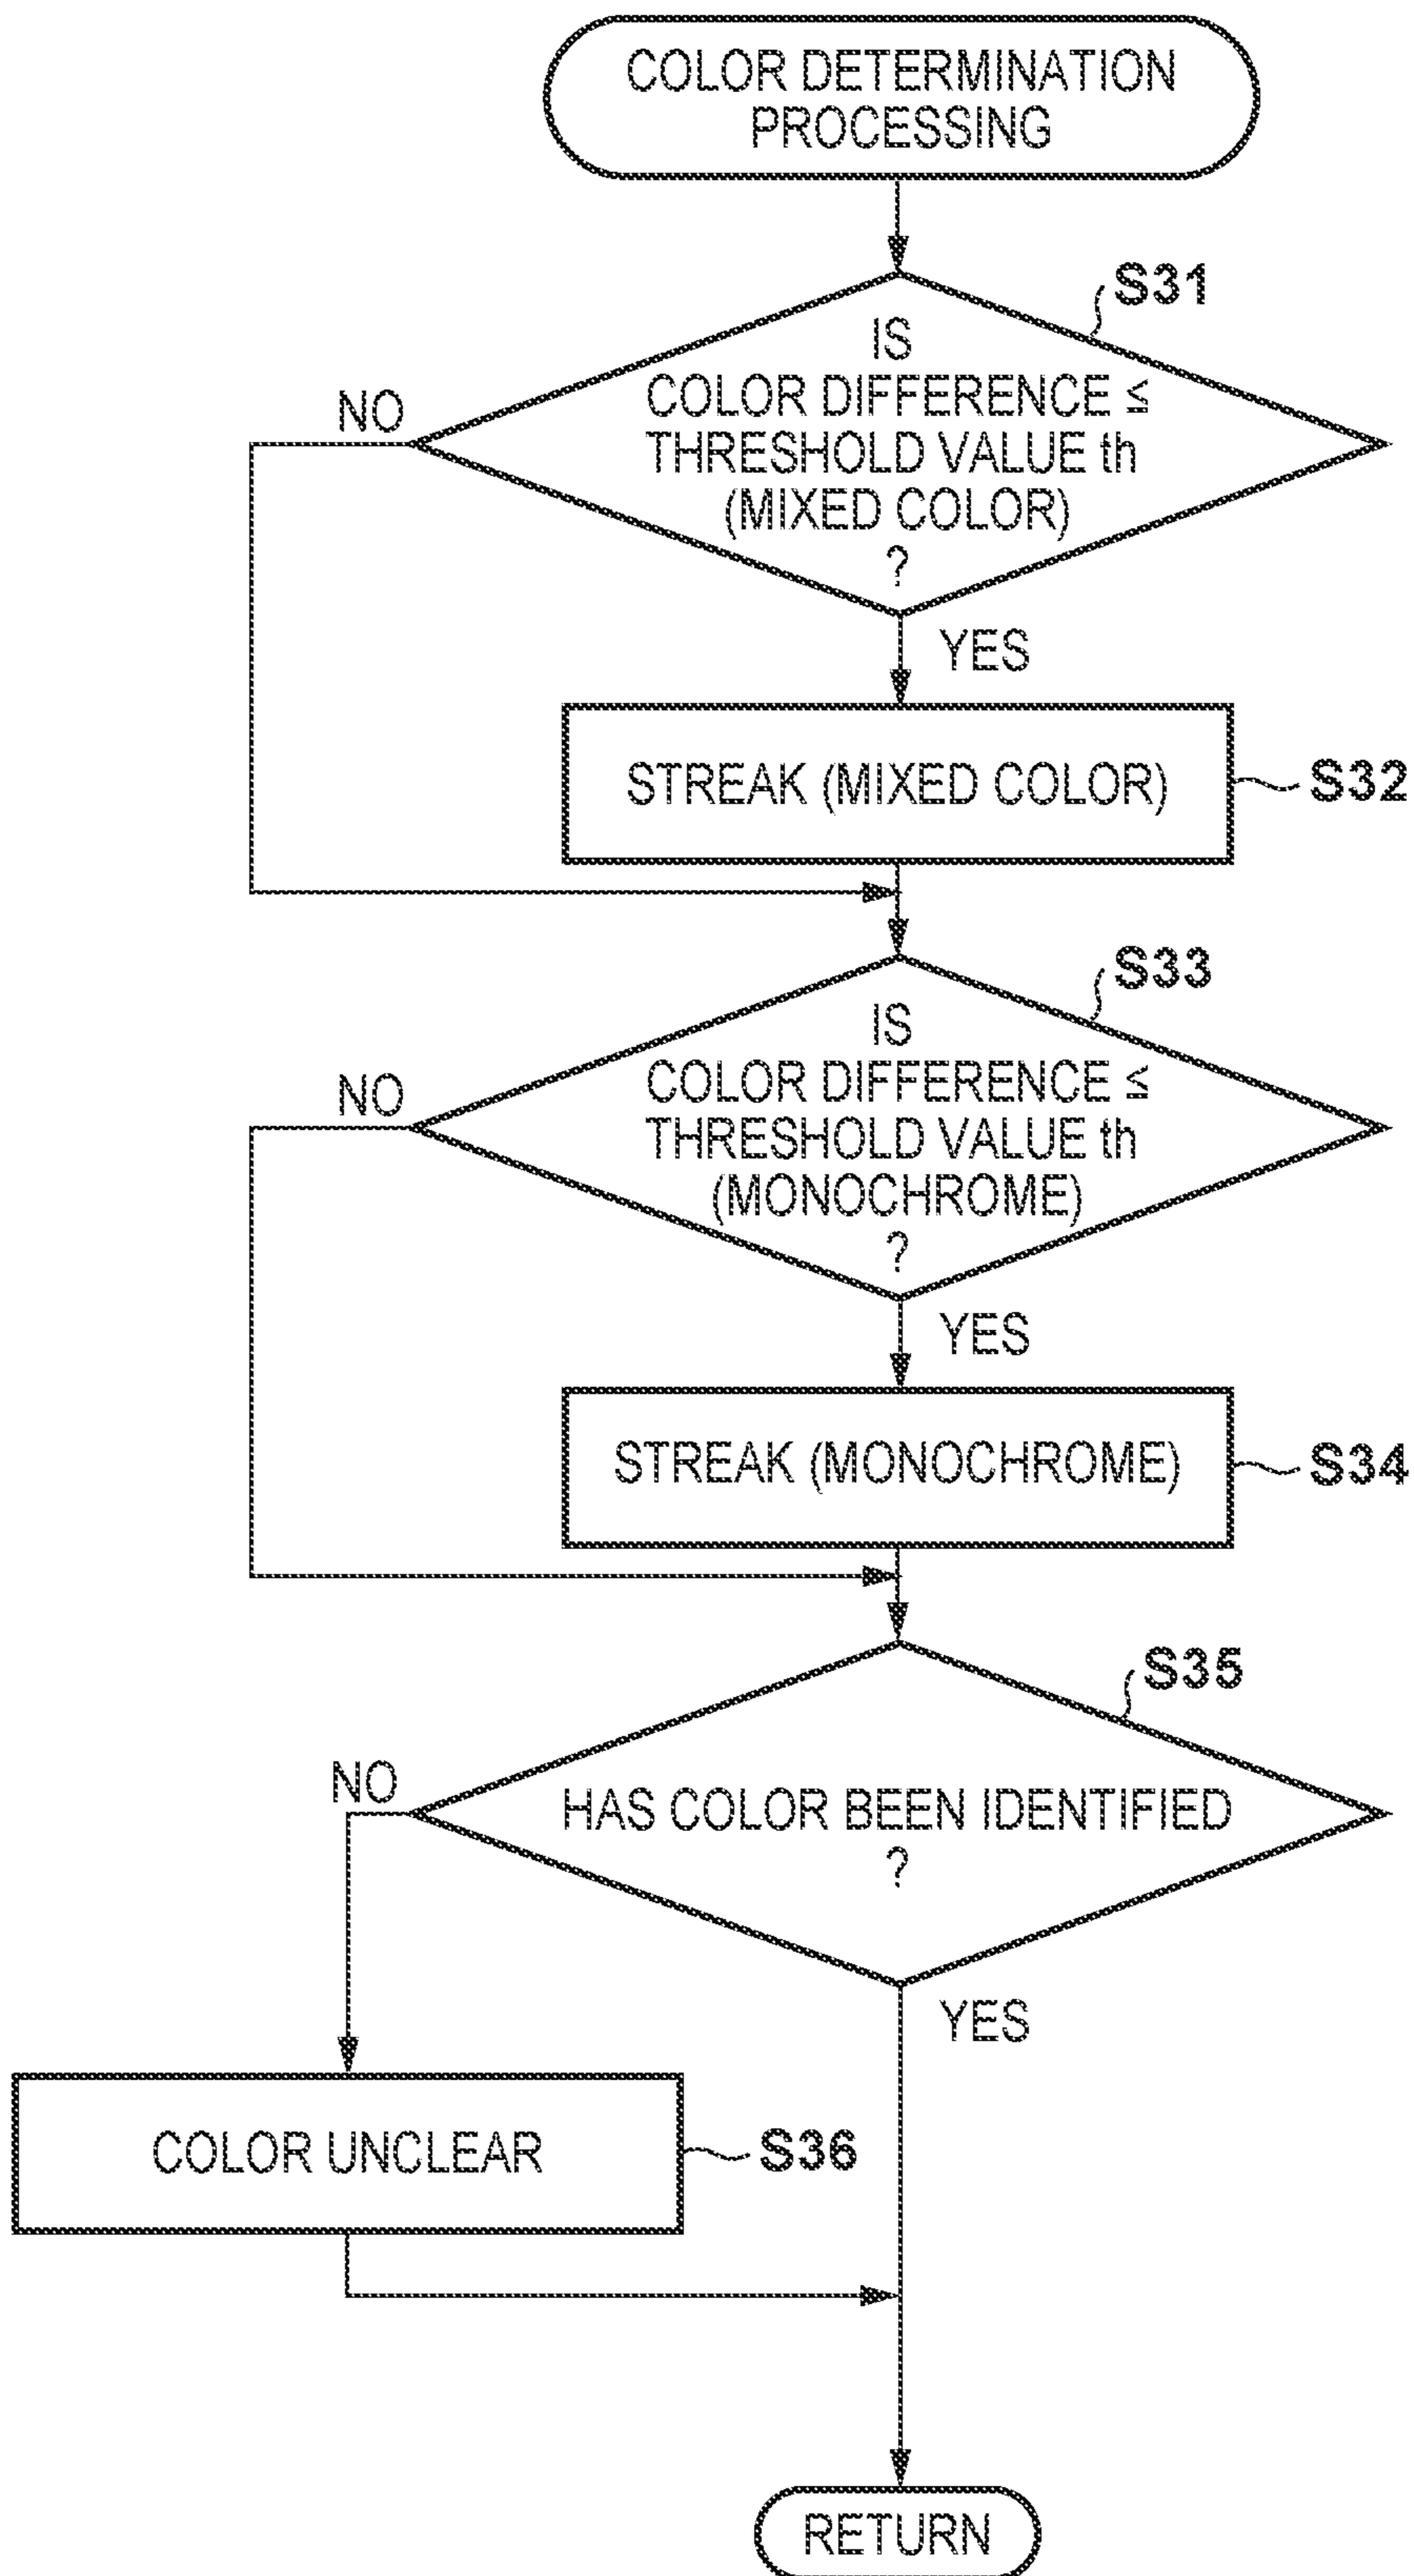 COLOR DETERMINATION
PROCESSING
S31
IS
COLOR DIFFERENCE ≤
THRESHOLD VALUE th
(MIXED COLOR)
?
NO
YES
STREAK (MIXED COLOR)
S32
S33
IS
COLOR DIFFERENCE ≤
THRESHOLD VALUE th
(MONOCHROME)
?
NO
YES
STREAK (MONOCHROME)
S34
S35
HAS COLOR BEEN IDENTIFIED
?
NO
YES
COLOR UNCLEAR
S36
RETURN